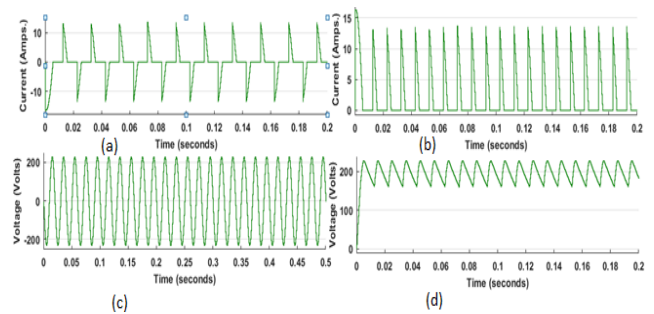 Current (Amps.)
10
0
-10
0 0.02 0.04 0.06 0.08 0.1 0.12 0.14 0.16 0.18 0.2
(a) Time (seconds)
Current (Amps.)
15
10
5
0
0 0.02 0.04 0.06 0.08 0.1 0.12 0.14 0.16 0.18 0.2
(b) Time (seconds)
Voltage (Volts)
200
0
-200
0 0.05 0.1 0.15 0.2 0.25 0.3 0.35 0.4 0.45 0.5
Time (seconds)
(c)
Voltage (Volts)
200
100
0
0 0.02 0.04 0.06 0.08 0.1 0.12 0.14 0.16 0.18 0.2
Time (seconds)
(d)